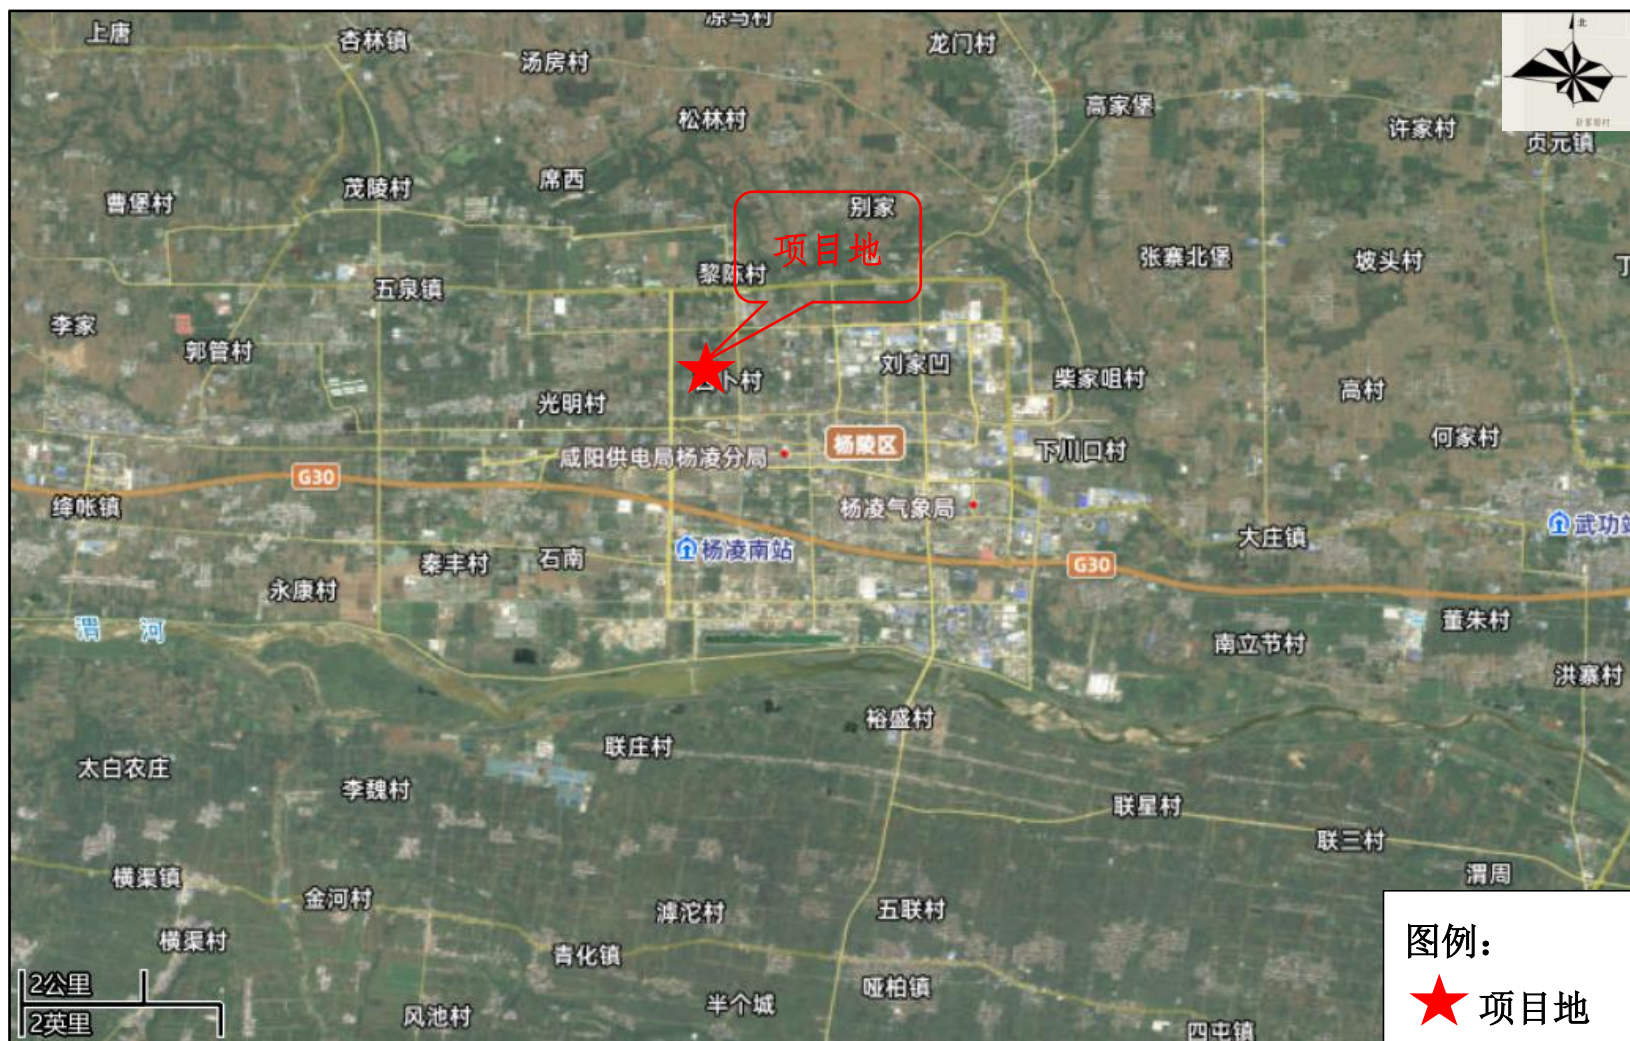 凉马村
上唐
杏林镇
汤房村
龙门村
北
松林村
高家堡
许家村
贞元镇
曹堡村
茂陵村
席西
别家
项目地
张寨北堡
坡头村
五泉镇
黎陈村
李家
郭管村
刘家凹
卜村
柴家咀村
高村
光明村
杨陵区
下川口村
何家村
咸阳供电局杨凌分局
G30
绛帐镇
杨凌气象局
大庄镇
武功站
秦丰村
石南
杨凌南站
G30
永康村
渭河
董朱村
南立节村
洪寨村
裕盛村
联庄村
太白农庄
李魏村
联星村
联三村
横渠镇
金河村
渭周
滹沱村
五联村
横渠村
青化镇
图例：
2公里
2英里
风池村
半个城
哑柏镇
项目地
四屯镇